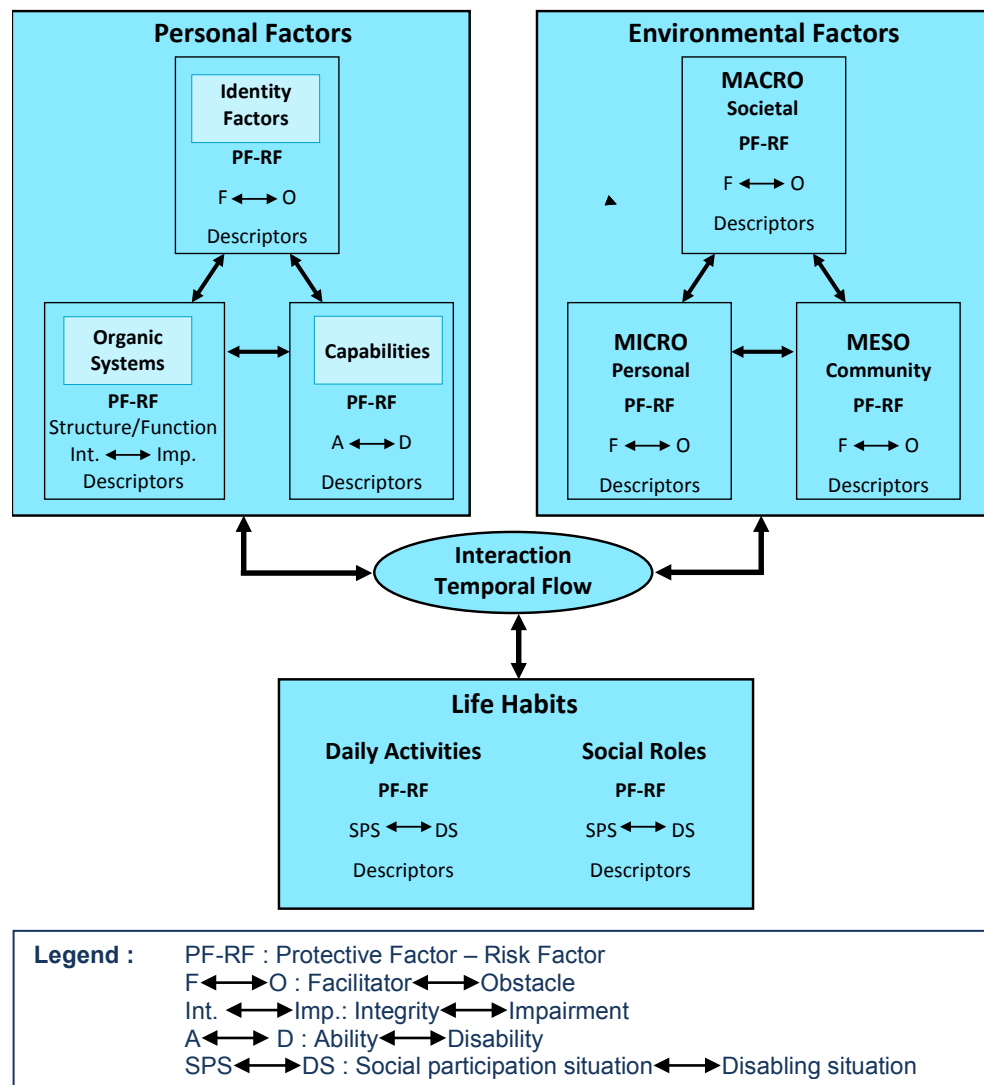 Personal Factors
Identity
Factors
PF-RF
F ⟷ O
Descriptors
Organic
Systems
PF-RF
Structure/Function
Int. ⟷ Imp.
Descriptors
Capabilities
PF-RF
A ⟷ D
Descriptors
Environmental Factors
MACRO
Societal
PF-RF
F ⟷ O
Descriptors
MICRO
Personal
PF-RF
F ⟷ O
Descriptors
MESO
Community
PF-RF
F ⟷ O
Descriptors
Interaction
Temporal Flow
Life Habits
Daily Activities
PF-RF
SPS ⟷ DS
Descriptors
Social Roles
PF-RF
SPS ⟷ DS
Descriptors
Legend : PF-RF : Protective Factor – Risk Factor
F ⟷ O : Facilitator ⟷ Obstacle
Int. ⟷ Imp.: Integrity ⟷ Impairment
A ⟷ D : Ability ⟷ Disability
SPS ⟷ DS : Social participation situation ⟷ Disabling situation